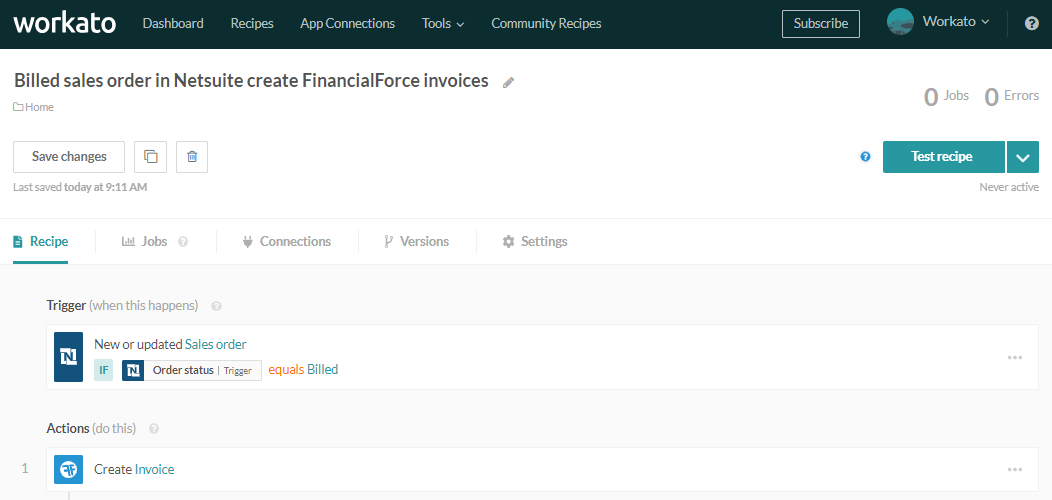 workato Dashboard Recipes App Connections Tools Community Recipes Subscribe Workato ?
Billed sales order in Netsuite create FinancialForce invoices
Home
0 Jobs 0 Errors
Save changes ? Test recipe
Last saved today at 9:11 AM Never active
Recipe Jobs ? Connections Versions Settings
Trigger (when this happens) ?
N New or updated Sales order
IF N Order status | Trigger equals Billed
Actions (do this) ?
1 Create Invoice